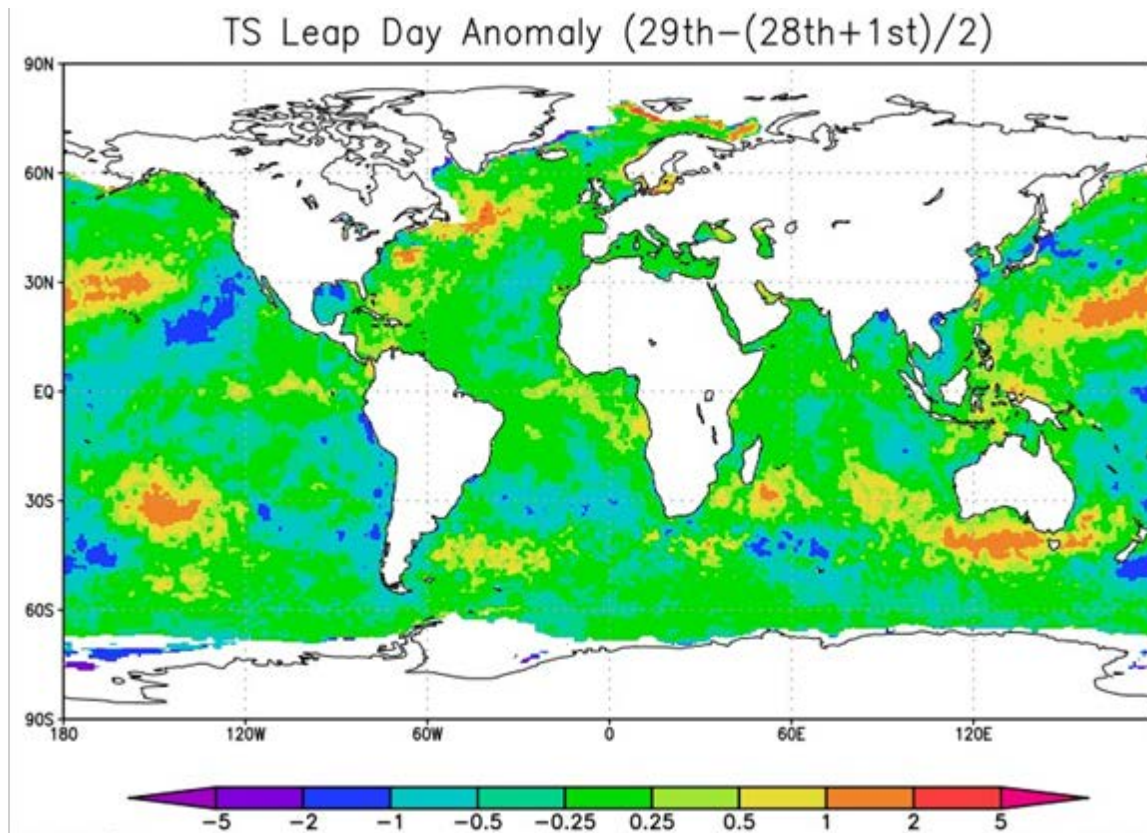 TS Leap Day Anomaly (29th-(28th+1st)/2)
90N
60N
30N
EQ
30S
60S
90S
180 120W 60W 0 60E 120E
-5 -2 -1 -0.5 -0.25 0.25 0.5 1 2 5